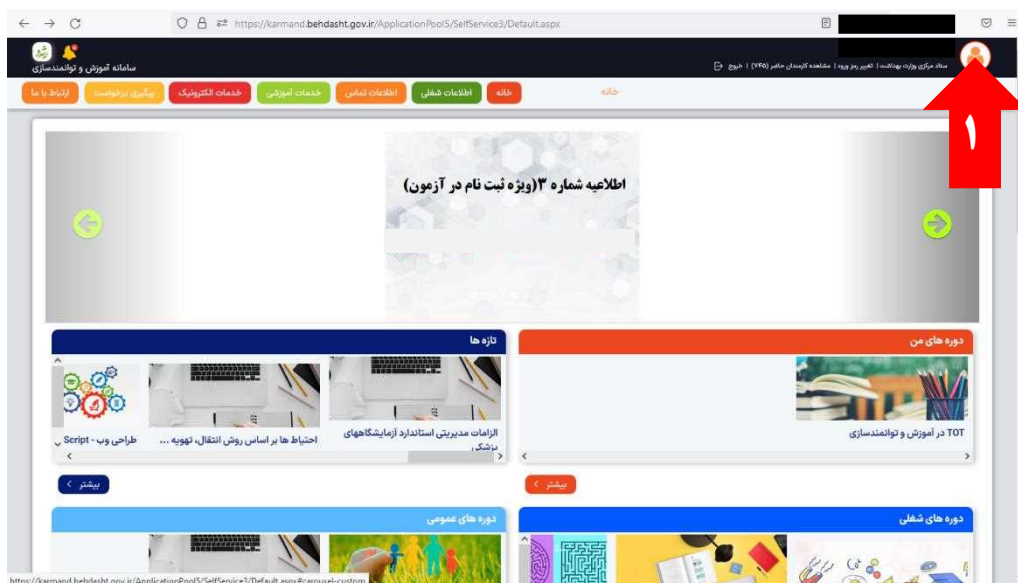 https://karmand.behdasht.gov.ir/ApplicationPool5/SelfService3/Default.aspx
ستاد مرکزی وزارت بهداشت | تغییر رمز ورود | مشاهده کارمندان حاضر (۷۴۵) | خروج
سامانه آموزش و توانمندسازی
خانه
خانه
اطلاعات شغلی
اطلاعات تماس
خدمات آموزشی
خدمات الکترونیک
پیگیری درخواست
ارتباط با ما
۱
اطلاعیه شماره ۳(ویژه ثبت نام در آزمون)
دوره های من
TOT در آموزش و توانمندسازی
بیشتر
تازه ها
الزامات مدیریتی استاندارد آزمایشگاههای
پزشکی
احتیاط ها بر اساس روش انتقال، تهویه ...
طراحی وب - Script
بیشتر
دوره های شغلی
دوره های عمومی
https://karmand.behdasht.gov.ir/ApplicationPool5/SelfService3/Default.aspx#carousel-custom